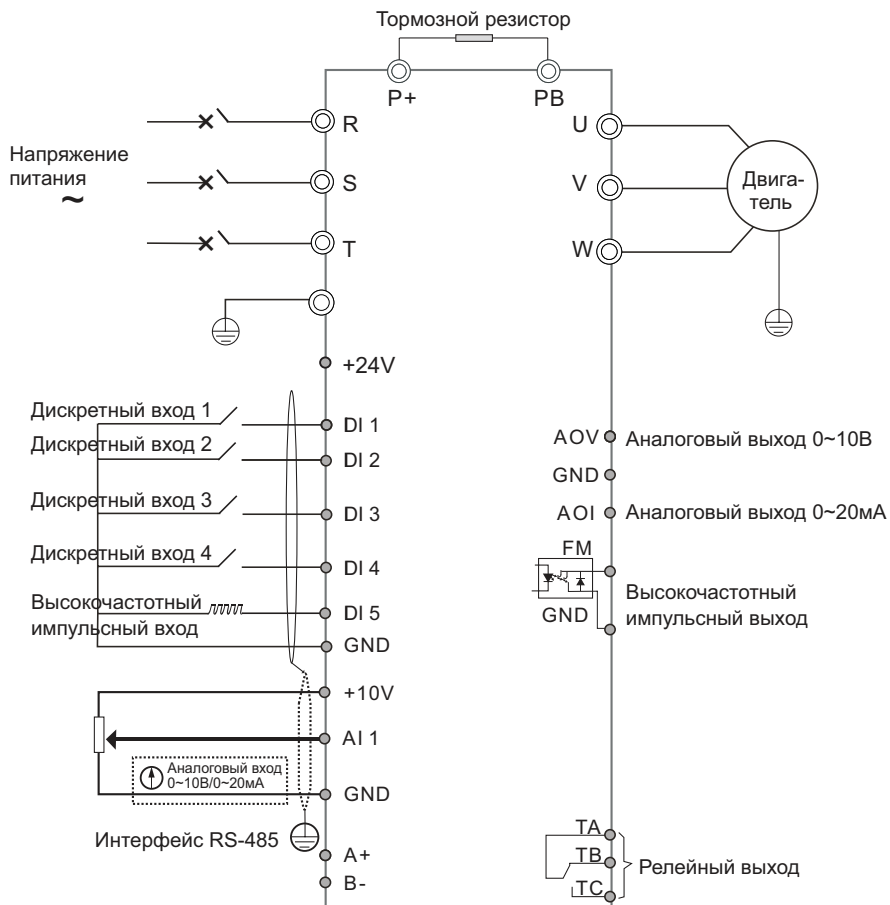 Тормозной резистор
P+
PB
R
U
Напряжение
питания
~
S
V
Двига-
тель
T
W
+24V
Дискретный вход 1
DI 1
AOV
Аналоговый выход 0~10В
Дискретный вход 2
DI 2
GND
Дискретный вход 3
DI 3
AOI
Аналоговый выход 0~20мА
Дискретный вход 4
DI 4
FM
Высокочастотный
импульсный вход
DI 5
GND
Высокочастотный
импульсный выход
GND
+10V
AI 1
Аналоговый вход
0~10В/0~20мА
GND
Интерфейс RS-485
A+
B-
TA
TB
TC
Релейный выход